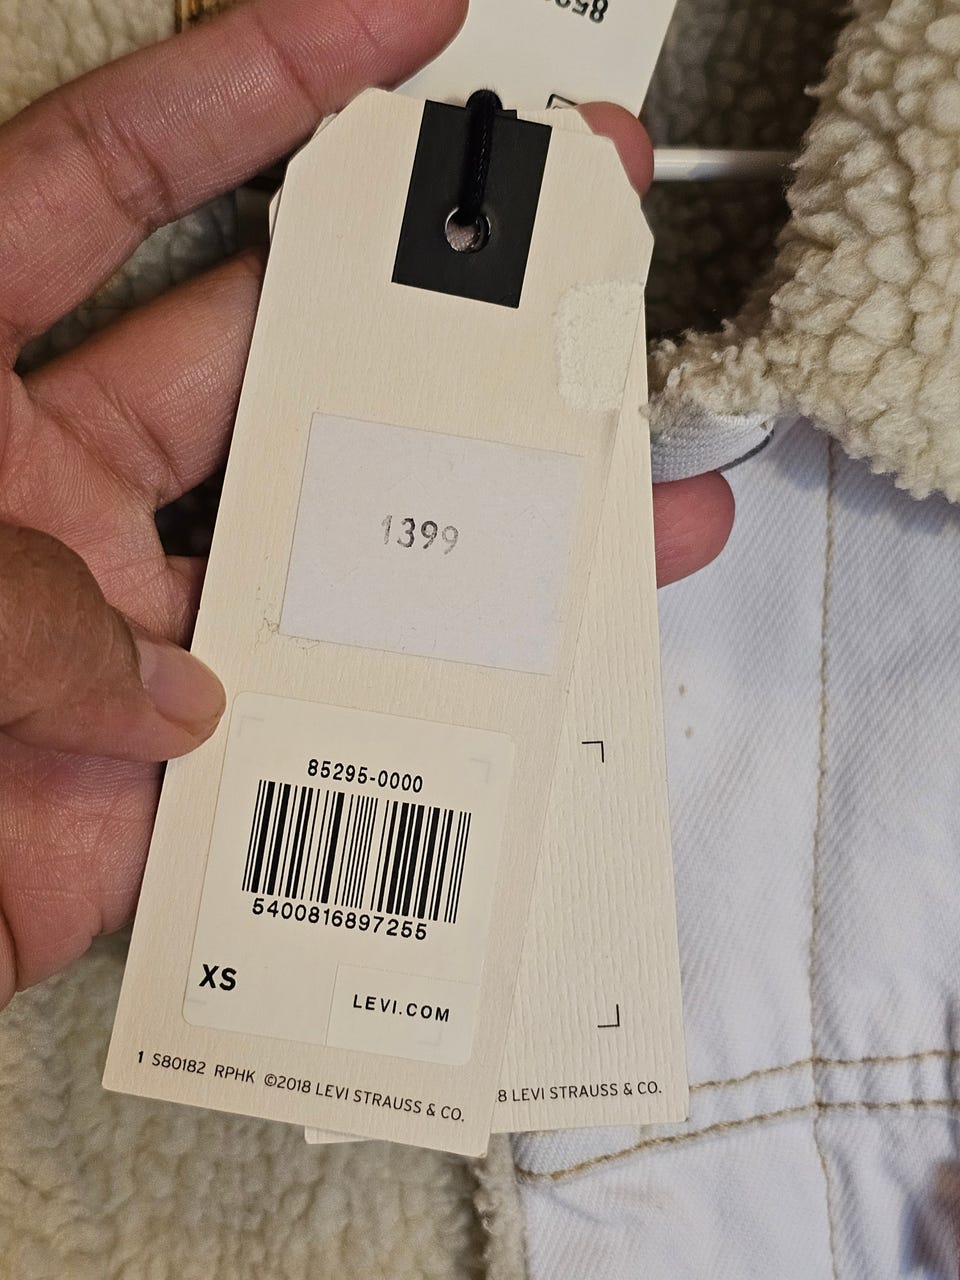 1399
85295-0000
5400816897255
XS
LEVI.COM
1 S80182 RPHK ©2018 LEVI STRAUSS & CO.
8 LEVI STRAUSS & CO.